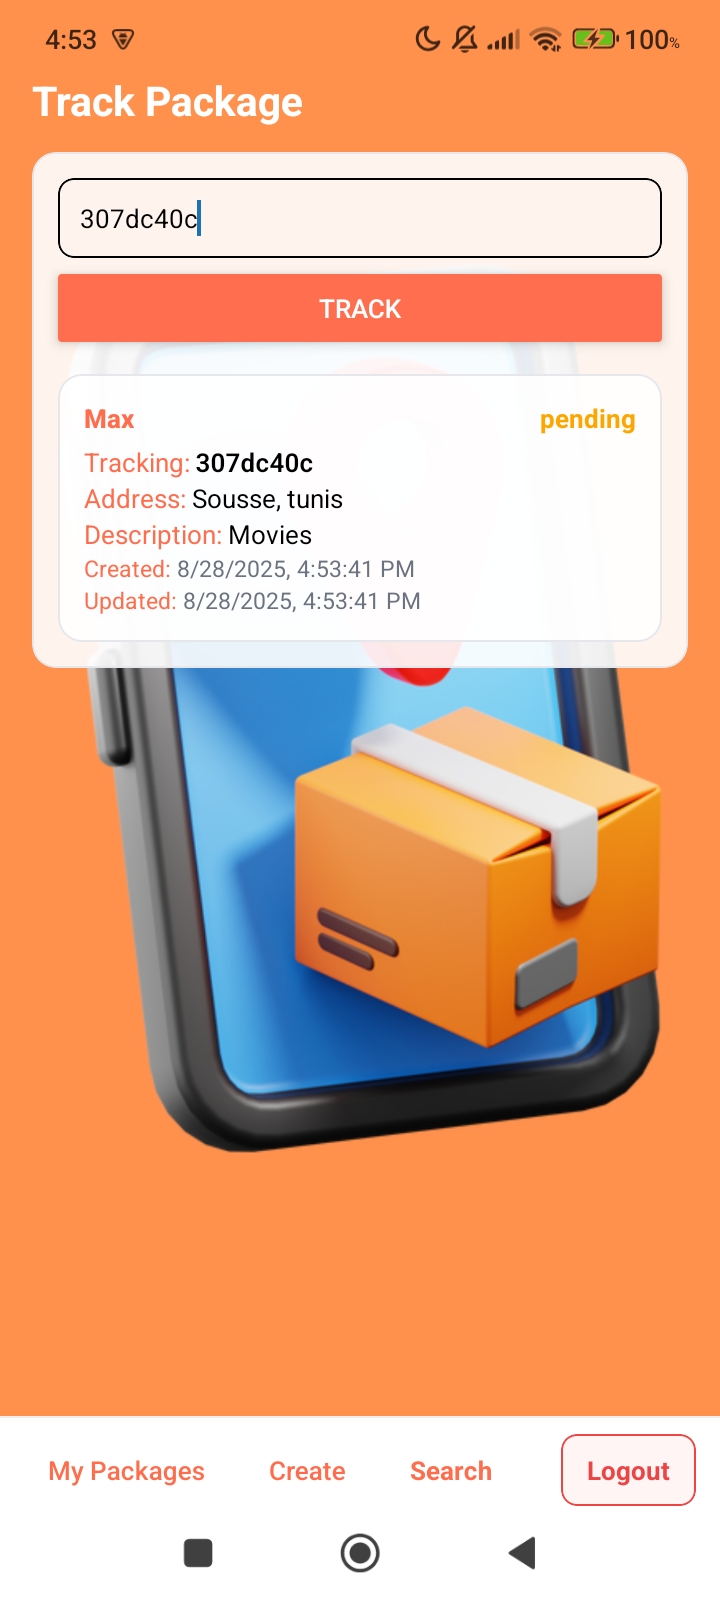 4:53 100%
Track Package
307dc40c
TRACK
Max pending
Tracking: 307dc40c
Address: Sousse, tunis
Description: Movies
Created: 8/28/2025, 4:53:41 PM
Updated: 8/28/2025, 4:53:41 PM
My Packages Create Search Logout